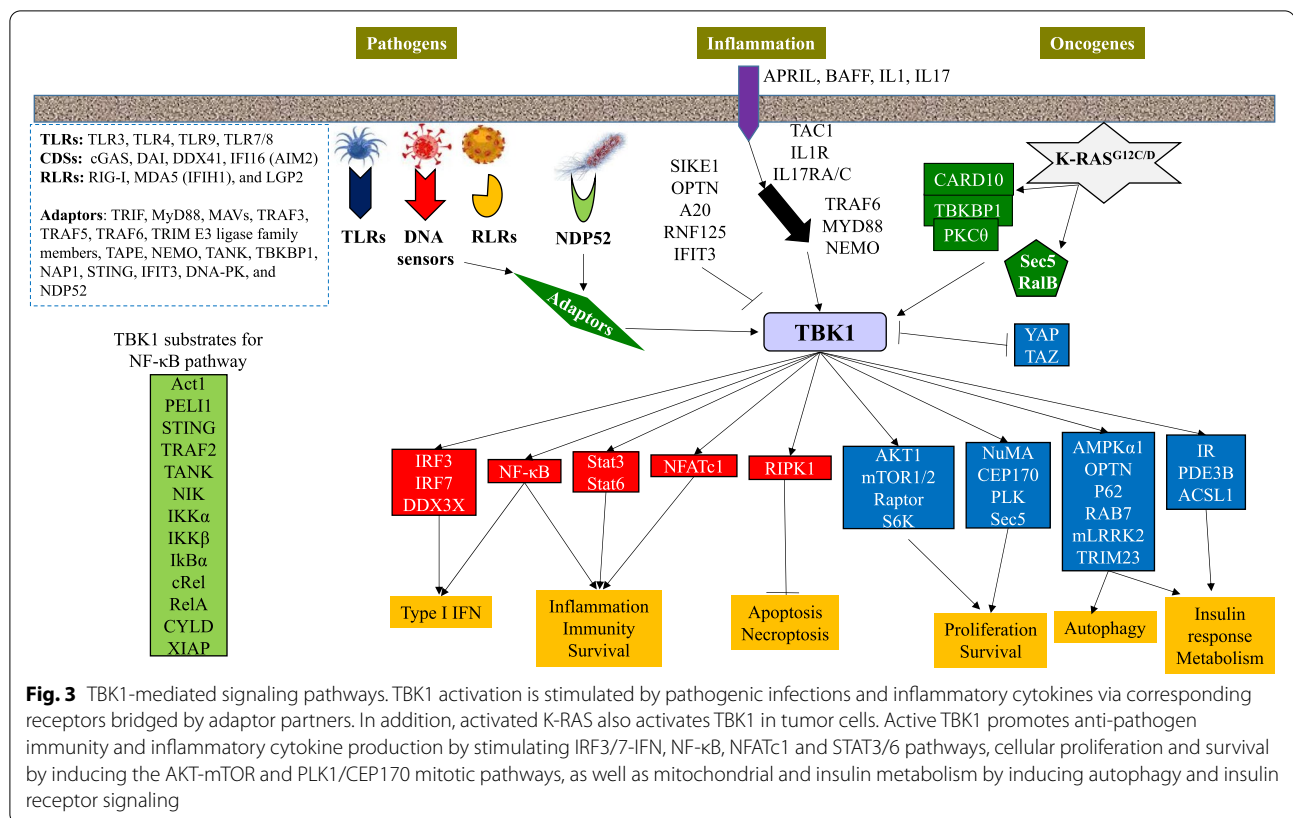 Pathogens
Inflammation
Oncogenes
APRIL, BAFF, IL1, IL17
TLRs: TLR3, TLR4, TLR9, TLR7/8
CDSs: cGAS, DAI, DDX41, IFI16 (AIM2)
RLRs: RIG-I, MDA5 (IFIH1), and LGP2
Adaptors: TRIF, MyD88, MAVs, TRAF3,
TRAF5, TRAF6, TRIM E3 ligase family
members, TAPE, NEMO, TANK, TBKBP1,
NAP1, STING, IFIT3, DNA-PK, and
NDP52
TLRs
DNA
sensors
RLRs
NDP52
Adaptors
SIKE1
OPTN
A20
RNF125
IFIT3
TAC1
IL1R
IL17RA/C
TRAF6
MYD88
NEMO
K-RASG12C/D
CARD10
TBKBP1
PKCθ
Sec5
RalB
TBK1
YAP
TAZ
TBK1 substrates for
NF-κB pathway
Act1
PELI1
STING
TRAF2
TANK
NIK
IKKα
IKKβ
IkBα
cRel
RelA
CYLD
XIAP
IRF3
IRF7
DDX3X
NF-κB
Stat3
Stat6
NFATc1
RIPK1
AKT1
mTOR1/2
Raptor
S6K
NuMA
CEP170
PLK
Sec5
AMPKα1
OPTN
P62
RAB7
mLRRK2
TRIM23
IR
PDE3B
ACSL1
Type I IFN
Inflammation
Immunity
Survival
Apoptosis
Necroptosis
Proliferation
Survival
Autophagy
Insulin
response
Metabolism
Fig. 3 TBK1-mediated signaling pathways. TBK1 activation is stimulated by pathogenic infections and inflammatory cytokines via corresponding
receptors bridged by adaptor partners. In addition, activated K-RAS also activates TBK1 in tumor cells. Active TBK1 promotes anti-pathogen
immunity and inflammatory cytokine production by stimulating IRF3/7-IFN, NF-κB, NFATc1 and STAT3/6 pathways, cellular proliferation and survival
by inducing the AKT-mTOR and PLK1/CEP170 mitotic pathways, as well as mitochondrial and insulin metabolism by inducing autophagy and insulin
receptor signaling